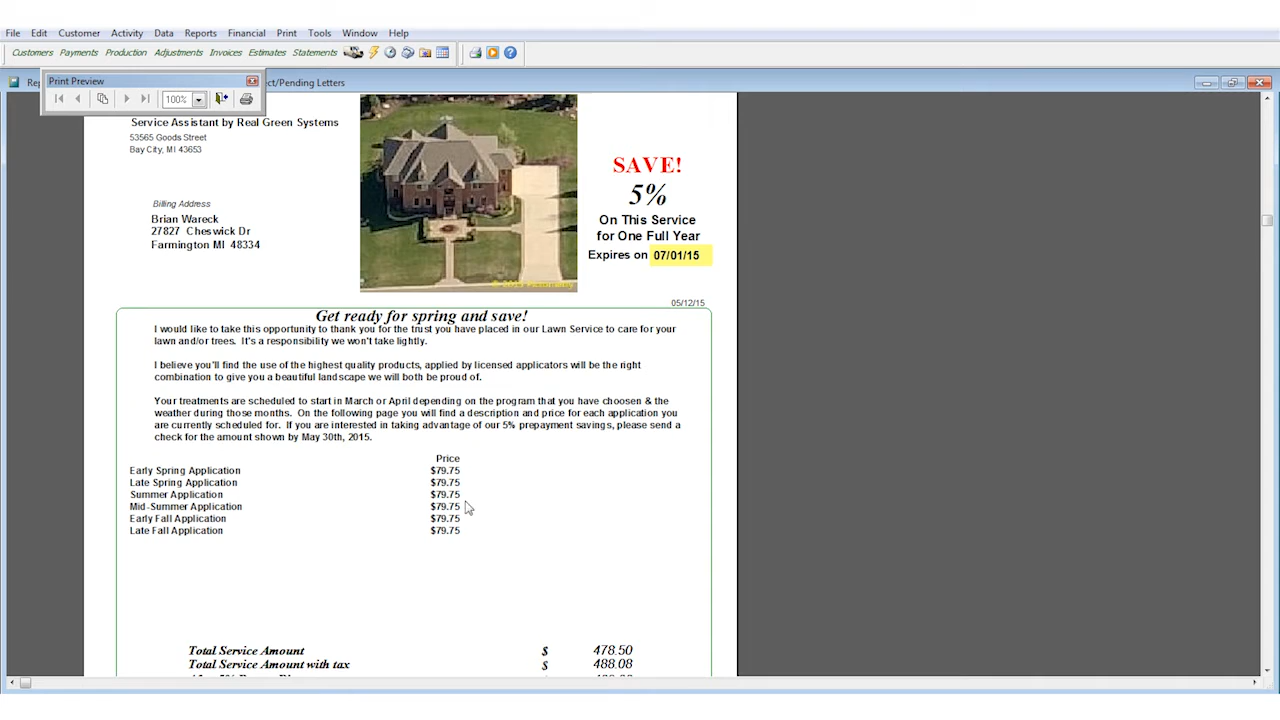 File Edit Customer Activity Data Reports Financial Print Tools Window Help
Customers Payments Production Adjustments Invoices Estimates Statements
Print Preview
ect/Pending Letters
100%
Service Assistant by Real Green Systems
53565 Goods Street
Bay City, MI 43653
SAVE!
5%
On This Service
for One Full Year
Expires on 07/01/15
Billing Address
Brian Wareck
27827 Cheswick Dr
Farmington MI 48334
05/12/15
Get ready for spring and save!
I would like to take this opportunity to thank you for the trust you have placed in our Lawn Service to care for your
lawn and/or trees. It's a responsibility we won't take lightly.
I believe you'll find the use of the highest quality products, applied by licensed applicators will be the right
combination to give you a beautiful landscape we will both be proud of.
Your treatments are scheduled to start in March or April depending on the program that you have choosen & the
weather during those months. On the following page you will find a description and price for each application you
are currently scheduled for. If you are interested in taking advantage of our 5% prepayment savings, please send a
check for the amount shown by May 30th, 2015.
Price
Early Spring Application $79.75
Late Spring Application $79.75
Summer Application $79.75
Mid-Summer Application $79.75
Early Fall Application $79.75
Late Fall Application $79.75
Total Service Amount $ 478.50
Total Service Amount with tax $ 488.08